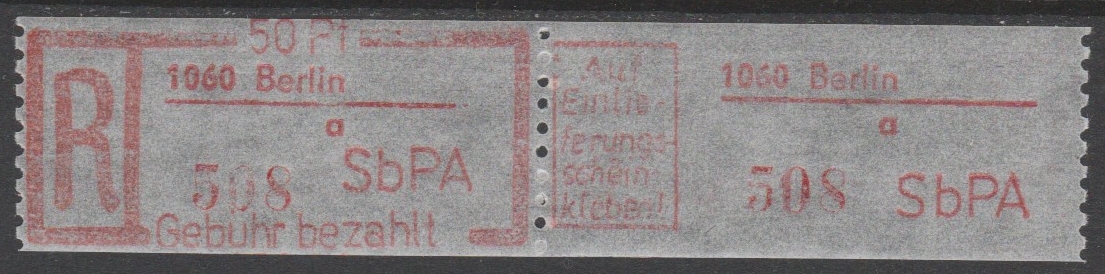 50 Pf
R
1060 Berlin
a
508 SbPA
Gebühr bezahlt
Auf
Einlie-
ferungs-
schein
kleben!
1060 Berlin
a
508 SbPA